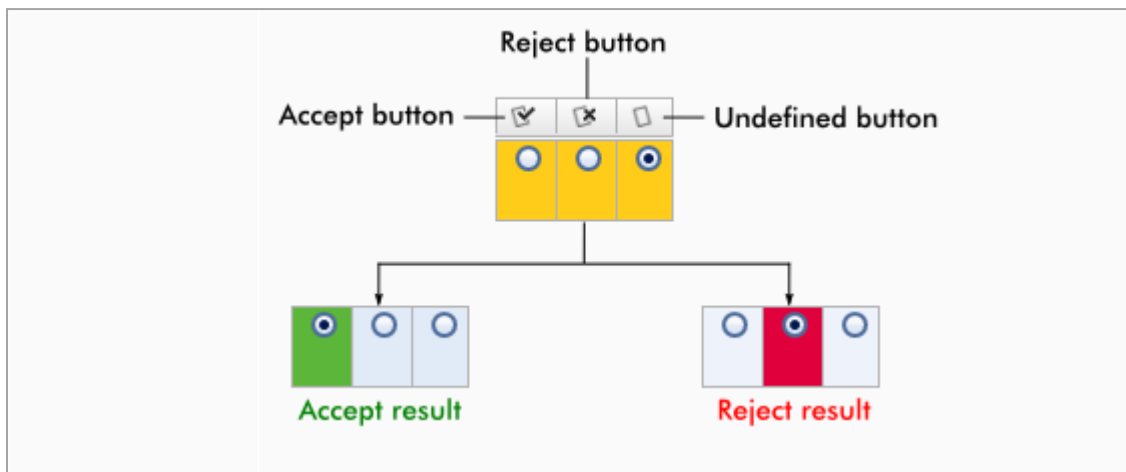 Reject button
Accept button
Undefined button
Accept result
Reject result